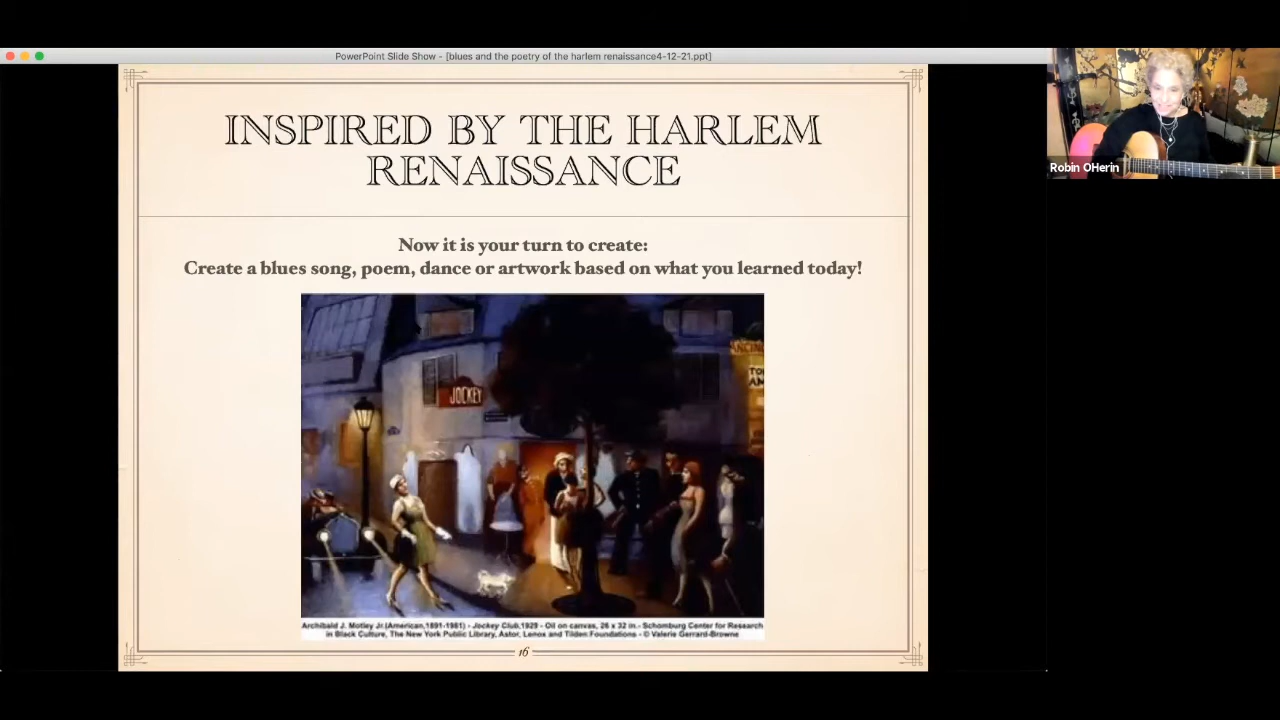 PowerPoint Slide Show - [blues and the poetry of the harlem renaissance4-12-21.ppt]
Robin OHerin
INSPIRED BY THE HARLEM
RENAISSANCE
Now it is your turn to create:
Create a blues song, poem, dance or artwork based on what you learned today!
JOCKEY
Archibald J. Motley Jr.(American,1891-1981) - Jockey Club,1929 - Oil on canvas, 26 x 32 in.- Schomburg Center for Research
in Black Culture, The New York Public Library, Astor, Lenox and Tilden Foundations - © Valerie Gerrard-Browne
16